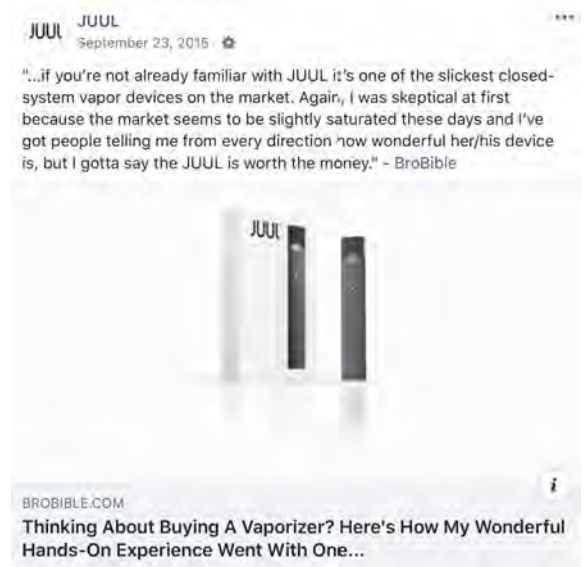 JUUL
JUUL
September 23, 2015
"...if you're not already familiar with JUUL it's one of the slickest closed-
system vapor devices on the market. Again, I was skeptical at first
because the market seems to be slightly saturated these days and I've
got people telling me from every direction how wonderful her/his device
is, but I gotta say the JUUL is worth the money." - BroBible
JUUL
i
BROBIBLE.COM
Thinking About Buying A Vaporizer? Here's How My Wonderful
Hands-On Experience Went With One...